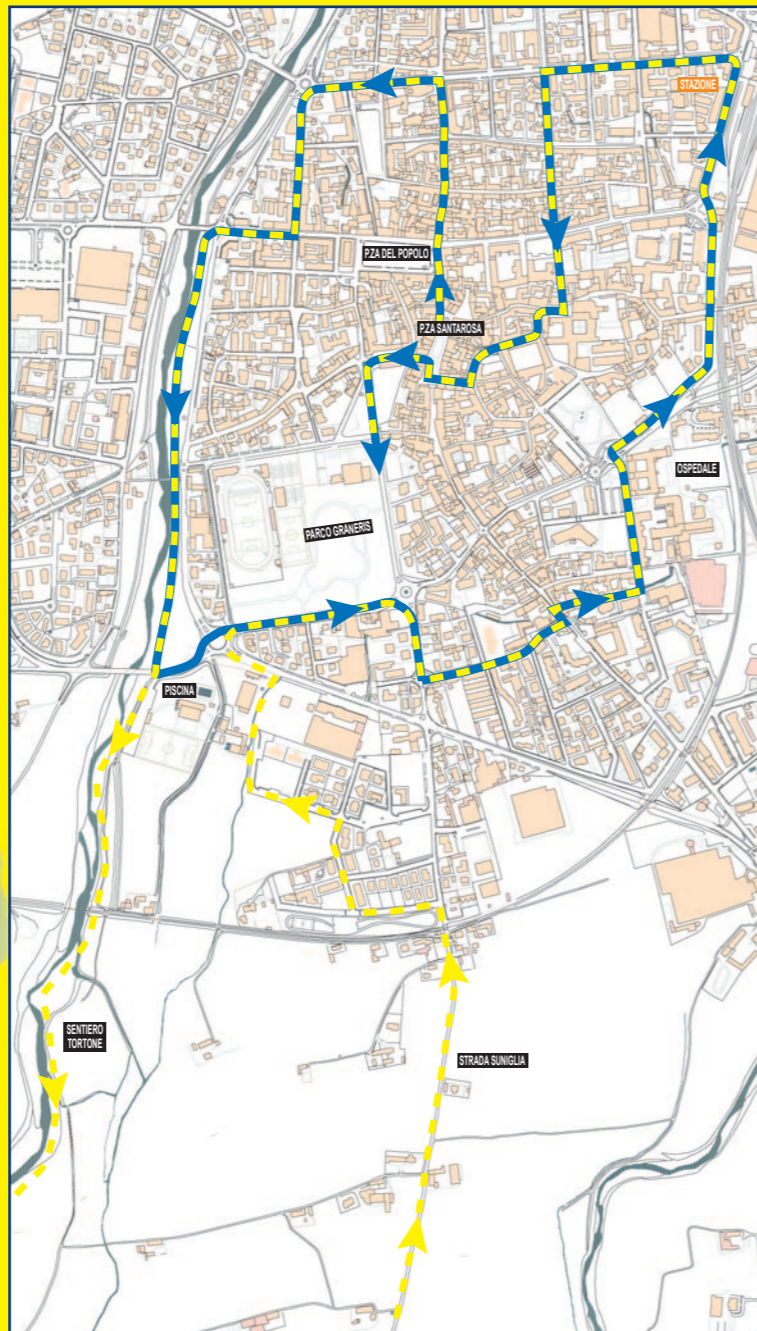 STAZIONE
P.ZA DEL POPOLO
P.ZA SANTAROSA
OSPEDALE
PARCO GRANERIS
PISCINA
SENTIERO
TORTONE
STRADA SUNIGLIA